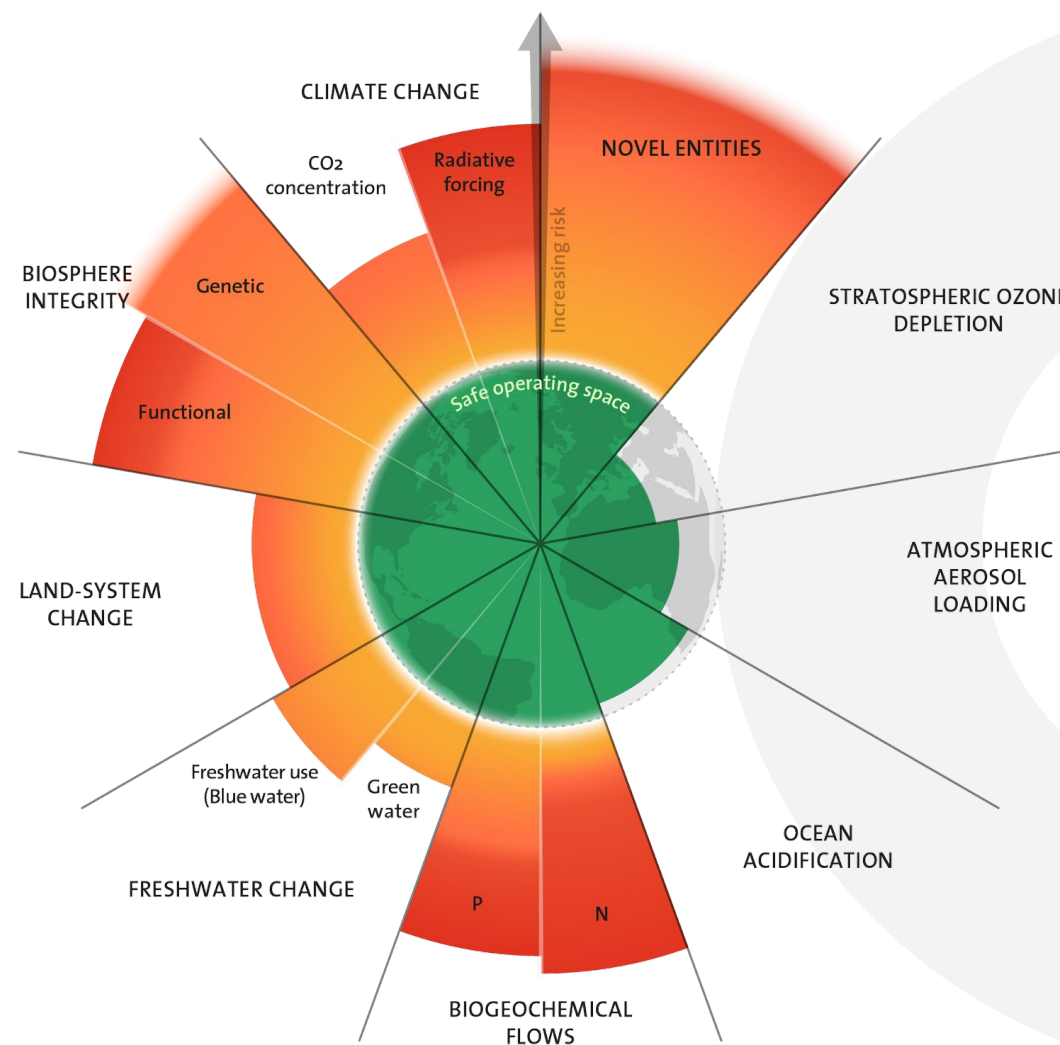 CLIMATE CHANGE
CO2
concentration
Radiative
forcing
NOVEL ENTITIES
Increasing risk
BIOSPHERE
INTEGRITY
Genetic
Functional
STRATOSPHERIC OZON
DEPLETION
Safe operating space
ATMOSPHERIC
AEROSOL
LOADING
LAND-SYSTEM
CHANGE
Freshwater use
(Blue water)
Green
water
FRESHWATER CHANGE
OCEAN
ACIDIFICATION
P
N
BIOGEOCHEMICAL
FLOWS